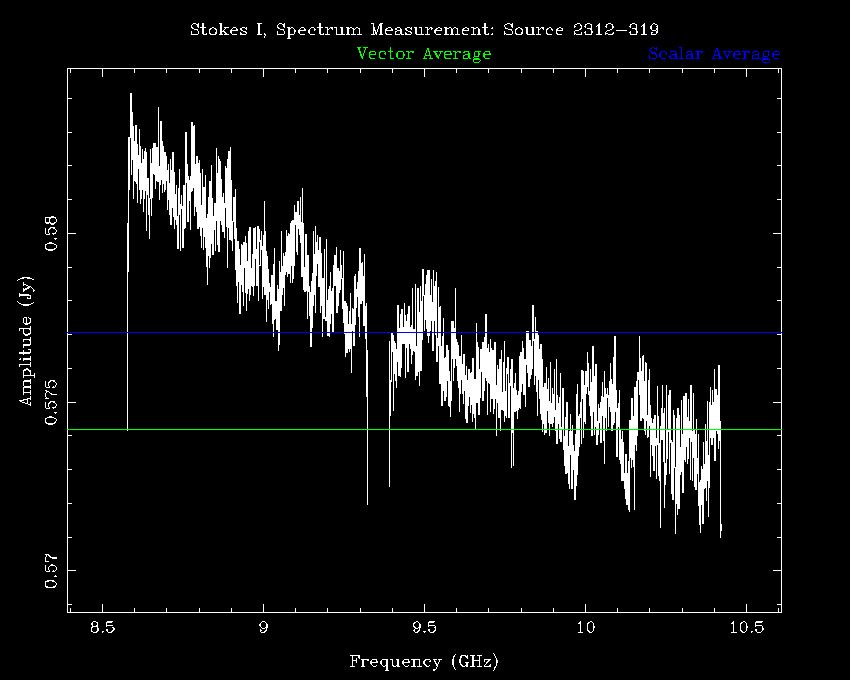 Stokes I, Spectrum Measurement: Source 2312-319
Vector Average Scalar Average
Amplitude (Jy)
0.58
0.575
0.57
8.5 9 9.5 10 10.5
Frequency (GHz)